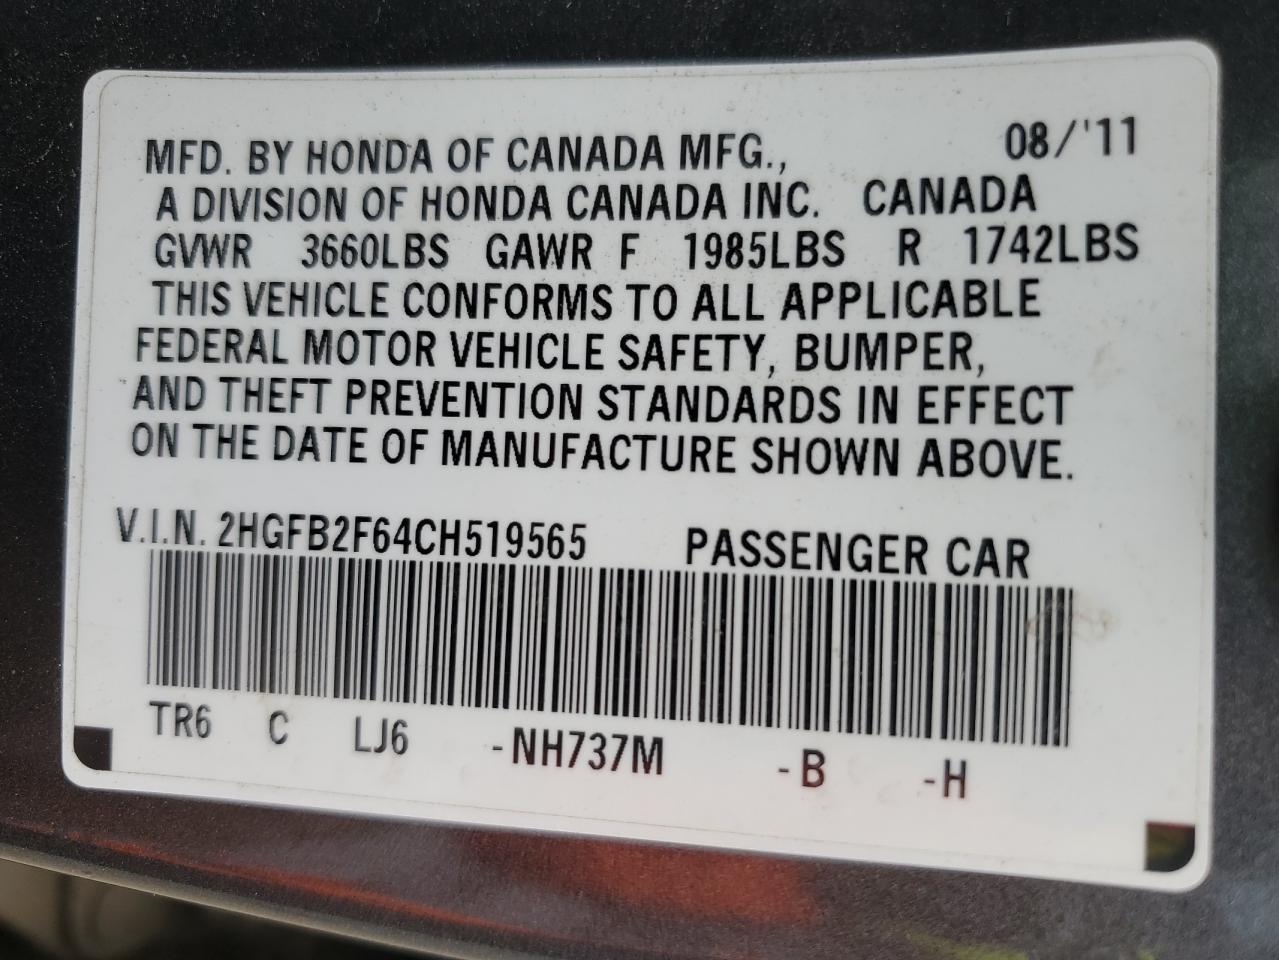 08/'11
MFD. BY HONDA OF CANADA MFG.,
A DIVISION OF HONDA CANADA INC. CANADA
GVWR 3660LBS GAWR F 1985LBS R 1742LBS
THIS VEHICLE CONFORMS TO ALL APPLICABLE
FEDERAL MOTOR VEHICLE SAFETY, BUMPER,
AND THEFT PREVENTION STANDARDS IN EFFECT
ON THE DATE OF MANUFACTURE SHOWN ABOVE.
V.I.N. 2HGFB2F64CH519565 PASSENGER CAR
TR6 C LJ6 -NH737M -B -H